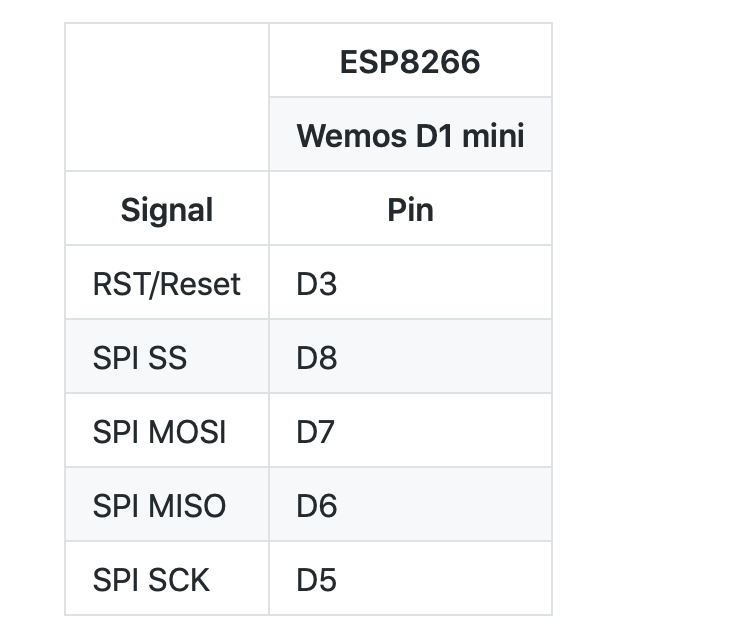 ESP8266
Wemos D1 mini
Signal Pin
RST/Reset D3
SPI SS D8
SPI MOSI D7
SPI MISO D6
SPI SCK D5